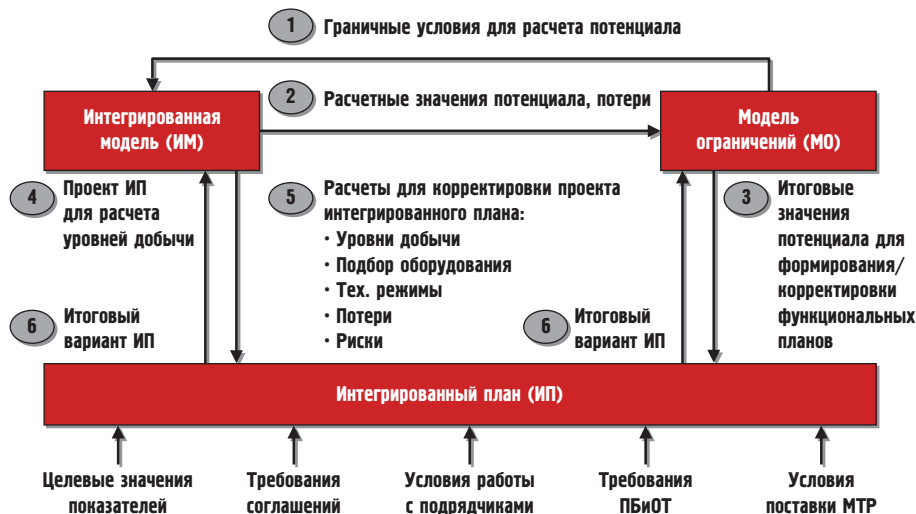 1 Граничные условия для расчета потенциала
2 Расчетные значения потенциала, потери
Интегрированная
модель (ИМ)
Модель
ограничений (МО)
4 Проект ИП
для расчета
уровней добычи
5 Расчеты для корректировки проекта
интегрированного плана:
· Уровни добычи
· Подбор оборудования
· Тех. режимы
· Потери
· Риски
3 Итоговые
значения
потенциала для
формирования/
корректировки
функциональных
планов
6 Итоговый
вариант ИП
6 Итоговый
вариант ИП
Интегрированный план (ИП)
Целевые значения
показателей
Требования
соглашений
Условия работы
с подрядчиками
Требования
ПБиОТ
Условия
поставки МТР